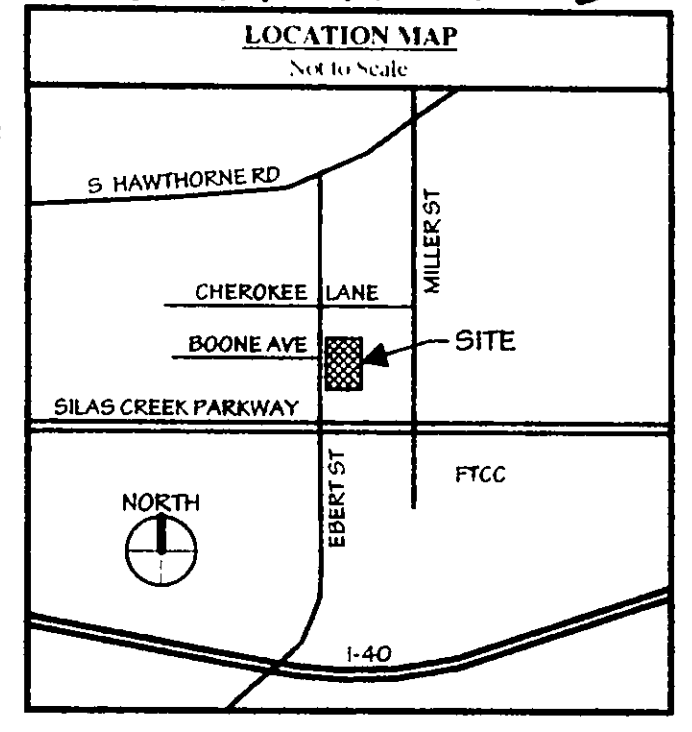 LOCATION MAP
Not to Scale
S HAWTHORNE RD
MILLER ST
CHEROKEE LANE
BOONE AVE
SITE
SILAS CREEK PARKWAY
EBERT ST
FTCC
NORTH
I-40